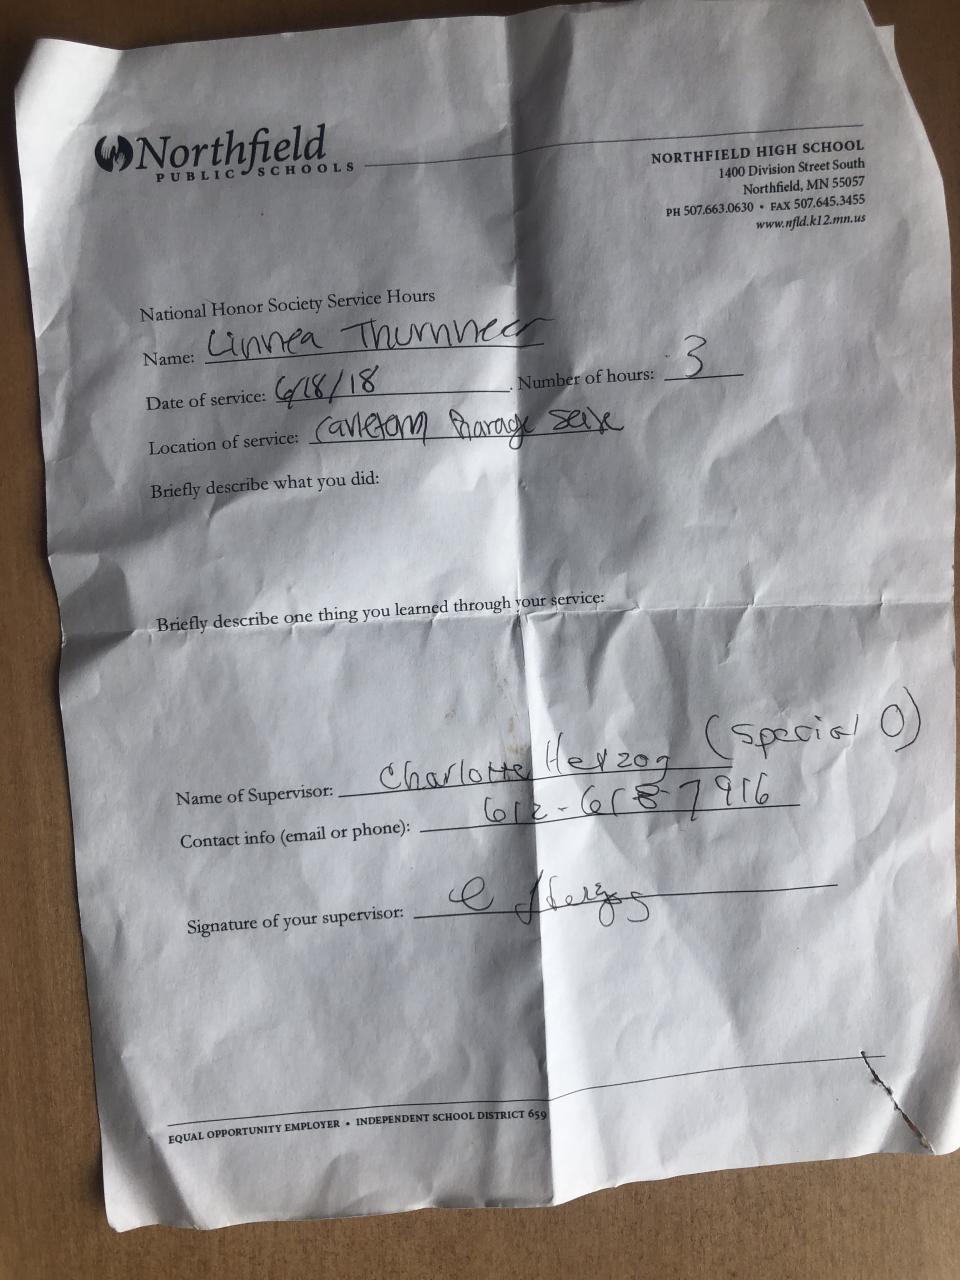 Northfield
PUBLIC SCHOOLS
NORTHFIELD HIGH SCHOOL
1400 Division Street South
Northfield, MN 55057
PH 507.663.0630 • FAX 507.645.3455
www.nfld.k12.mn.us
National Honor Society Service Hours
Name: Linnea
Date of service: 6/18/18 Number of hours: 3
Location of service:
Briefly describe what you did:
Briefly describe one thing you learned through your service:
Name of Supervisor: Charlotte Herzog (Special O)
Contact info (email or phone): 612-618-7916
Signature of your supervisor: C Herzog
EQUAL OPPORTUNITY EMPLOYER • INDEPENDENT SCHOOL DISTRICT 659